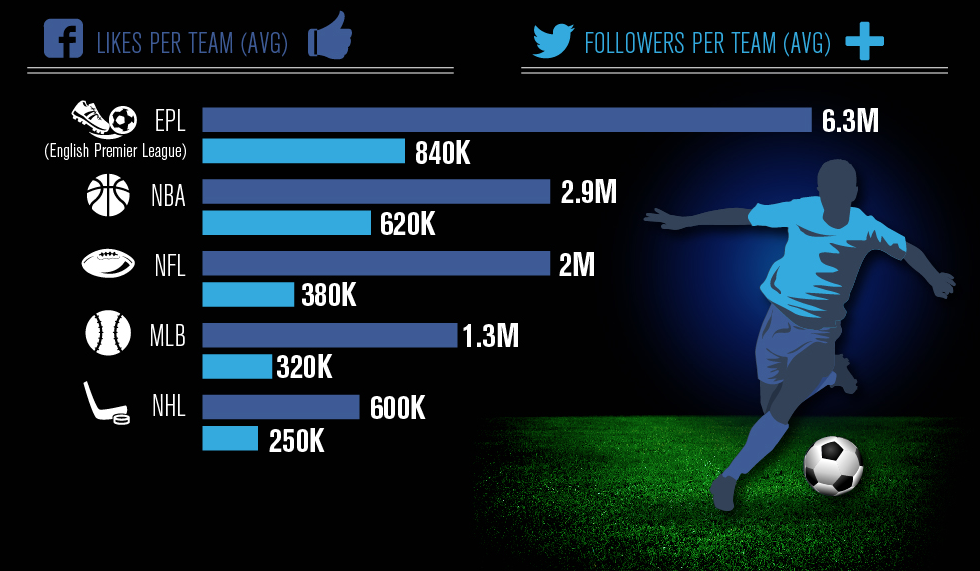 LIKES PER TEAM (AVG)
FOLLOWERS PER TEAM (AVG)
EPL
(English Premier League)
6.3M
840K
NBA
2.9M
620K
NFL
2M
380K
MLB
1.3M
320K
NHL
600K
250K